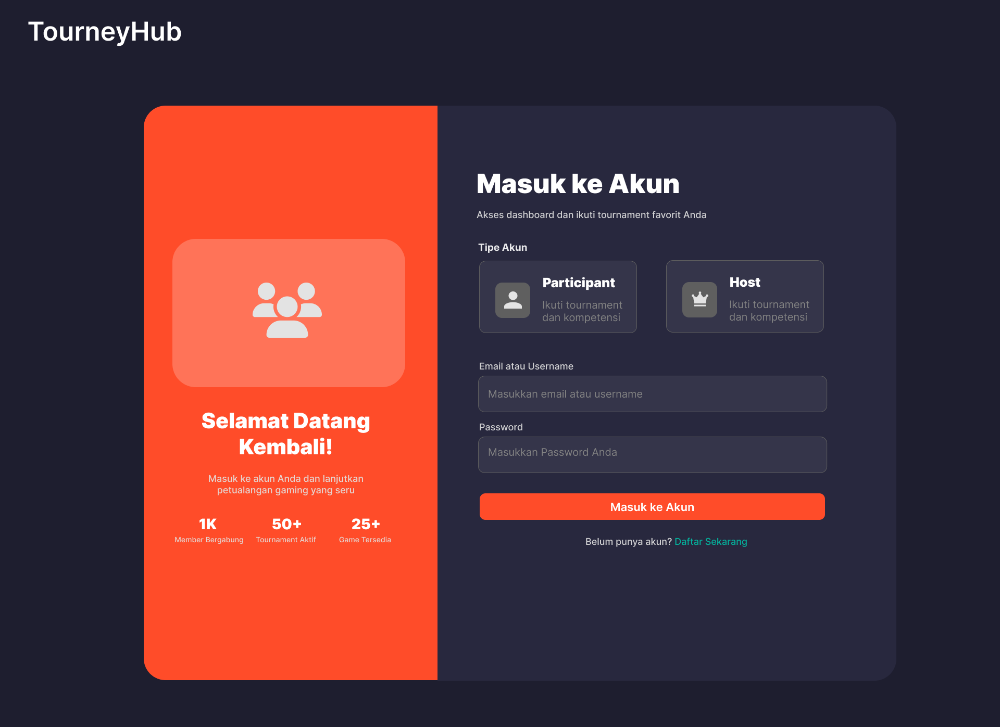 TourneyHub
Selamat Datang
Kembali!
Masuk ke akun Anda dan lanjutkan
petualangan gaming yang seru
1K
Member Bergabung
50+
Tournament Aktif
25+
Game Tersedia
Masuk ke Akun
Akses dashboard dan ikuti tournament favorit Anda
Tipe Akun
Participant
Ikuti tournament
dan kompetensi
Host
Ikuti tournament
dan kompetensi
Email atau Username
Masukkan email atau username
Password
Masukkan Password Anda
Masuk ke Akun
Belum punya akun? Daftar Sekarang